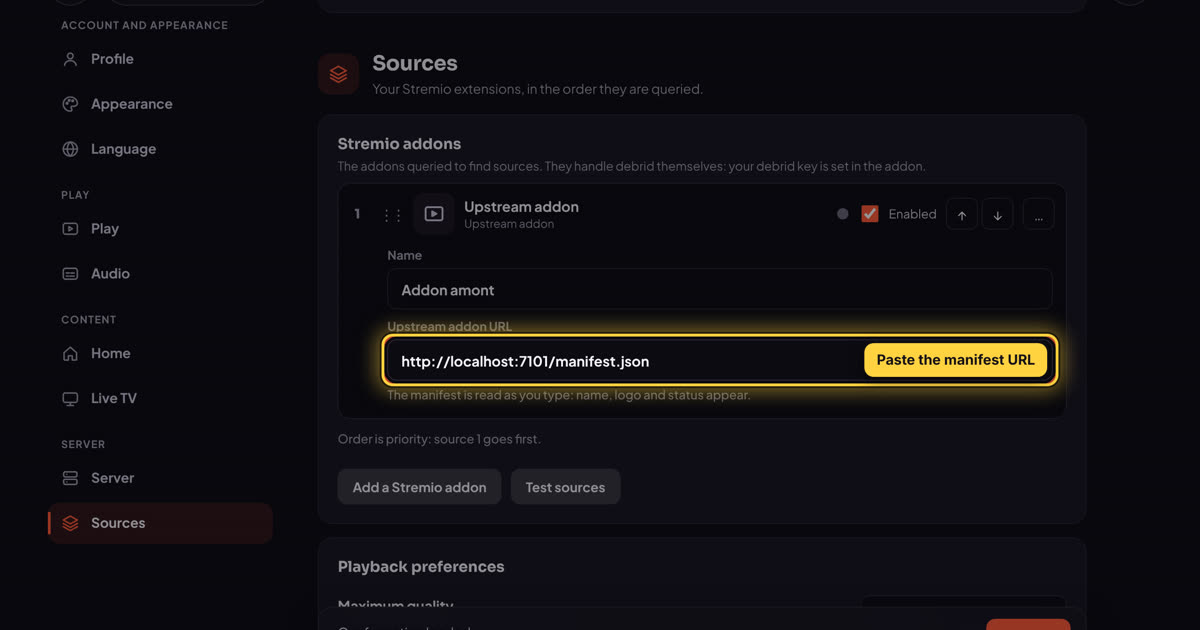 ACCOUNT AND APPEARANCE
Profile
Appearance
Language
PLAY
Play
Audio
CONTENT
Home
Live TV
SERVER
Server
Sources
Sources
Your Stremio extensions, in the order they are queried.
Stremio addons
The addons queried to find sources. They handle debrid themselves: your debrid key is set in the addon.
1
Upstream addon
Upstream addon
Enabled
...
Name
Addon amont
Upstream addon URL
http://localhost:7101/manifest.json
Paste the manifest URL
The manifest is read as you type: name, logo and status appear.
Order is priority: source 1 goes first.
Add a Stremio addon
Test sources
Playback preferences
Maximum quality